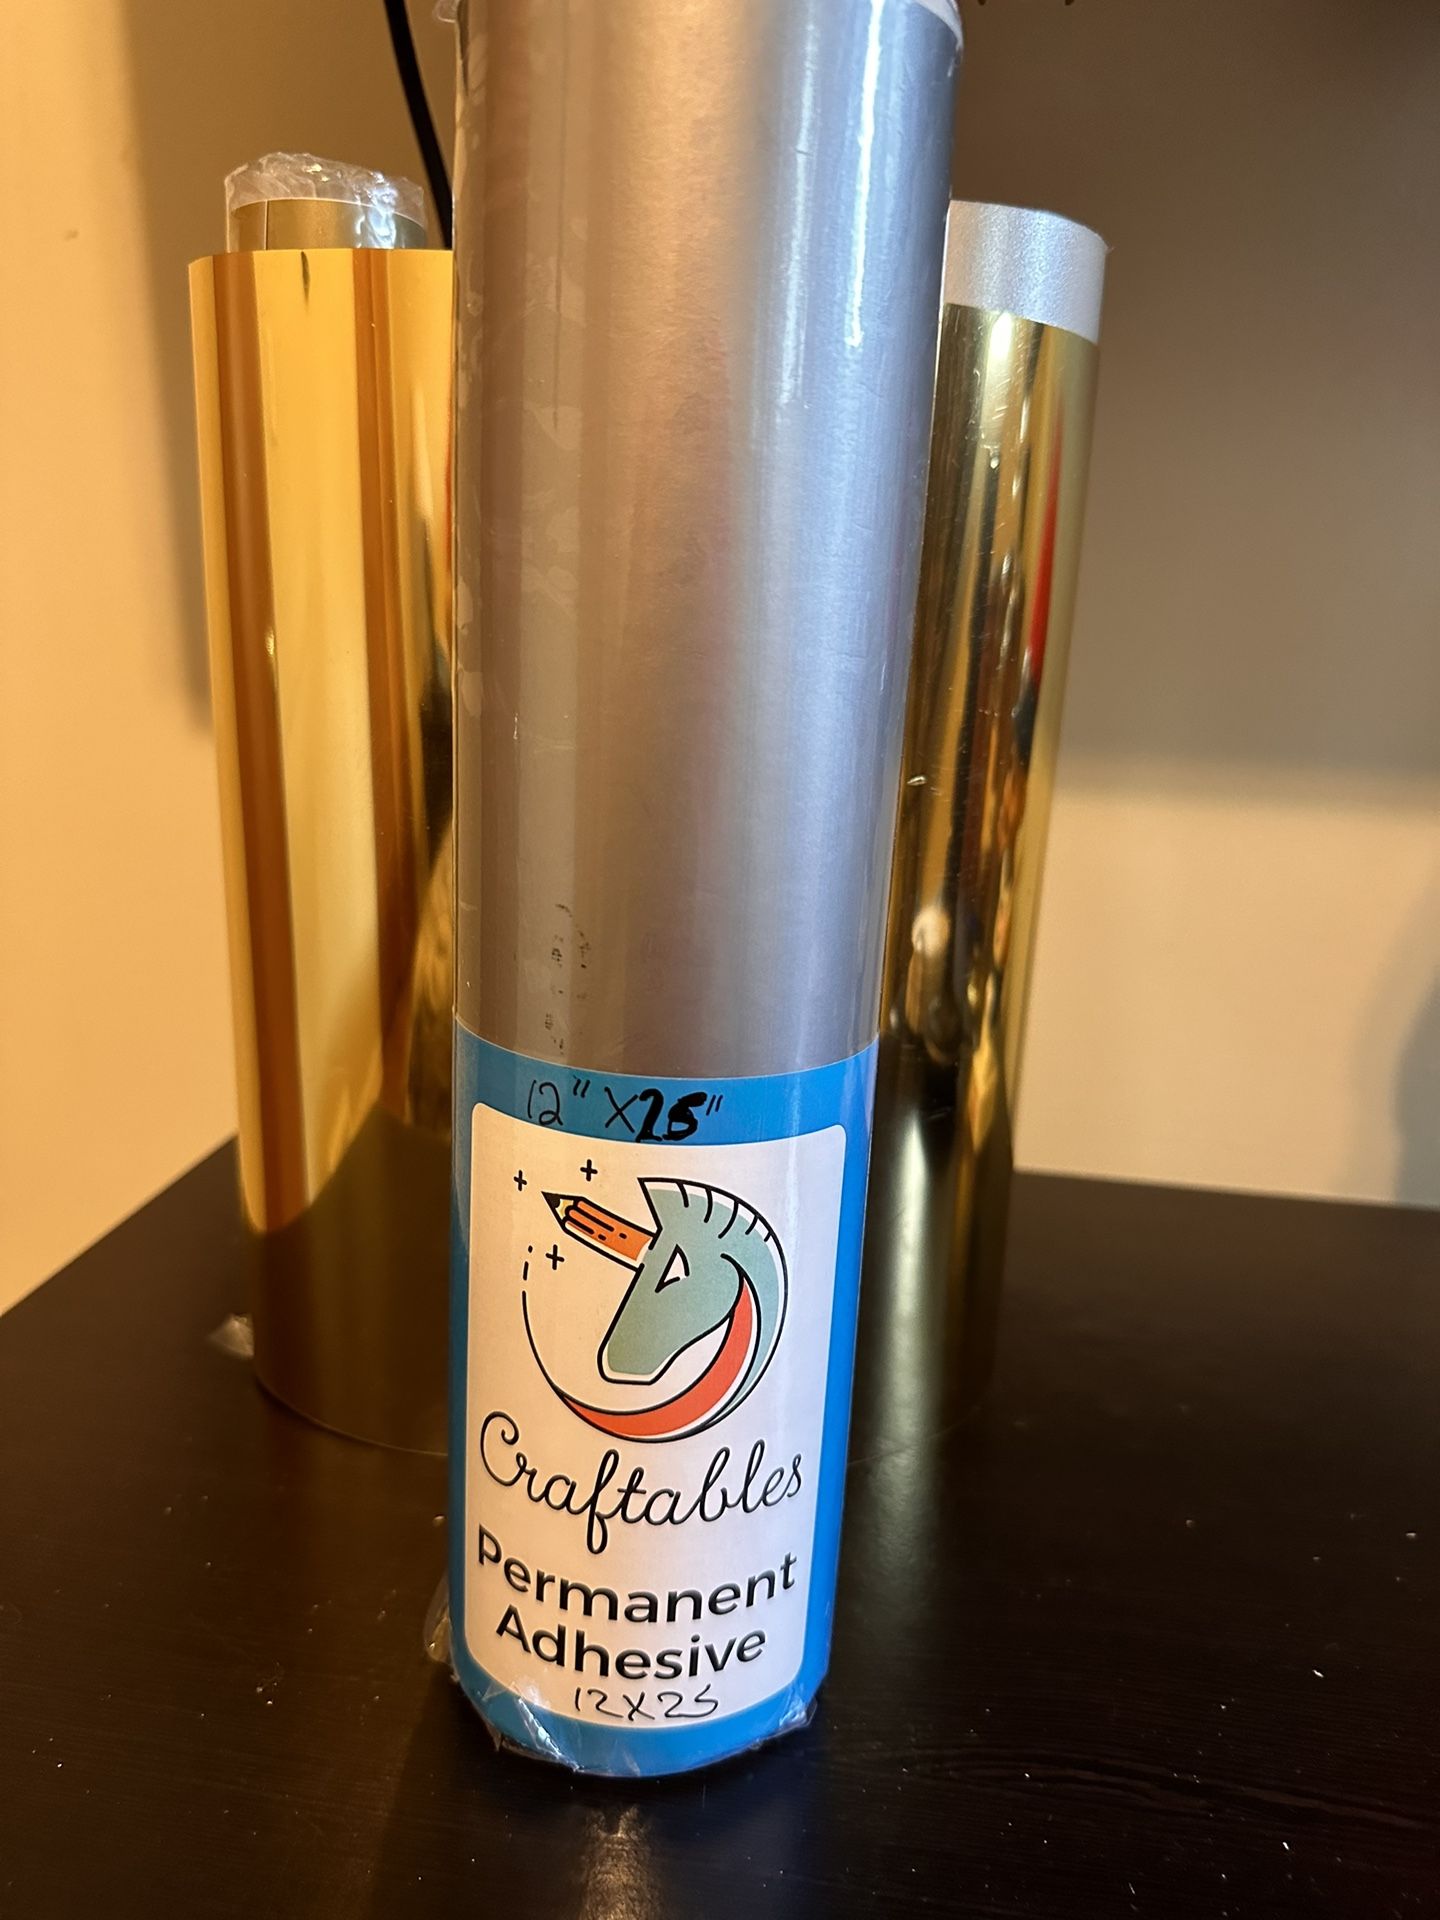 12" X25"
Craftables
Permanent
Adhesive
12X25